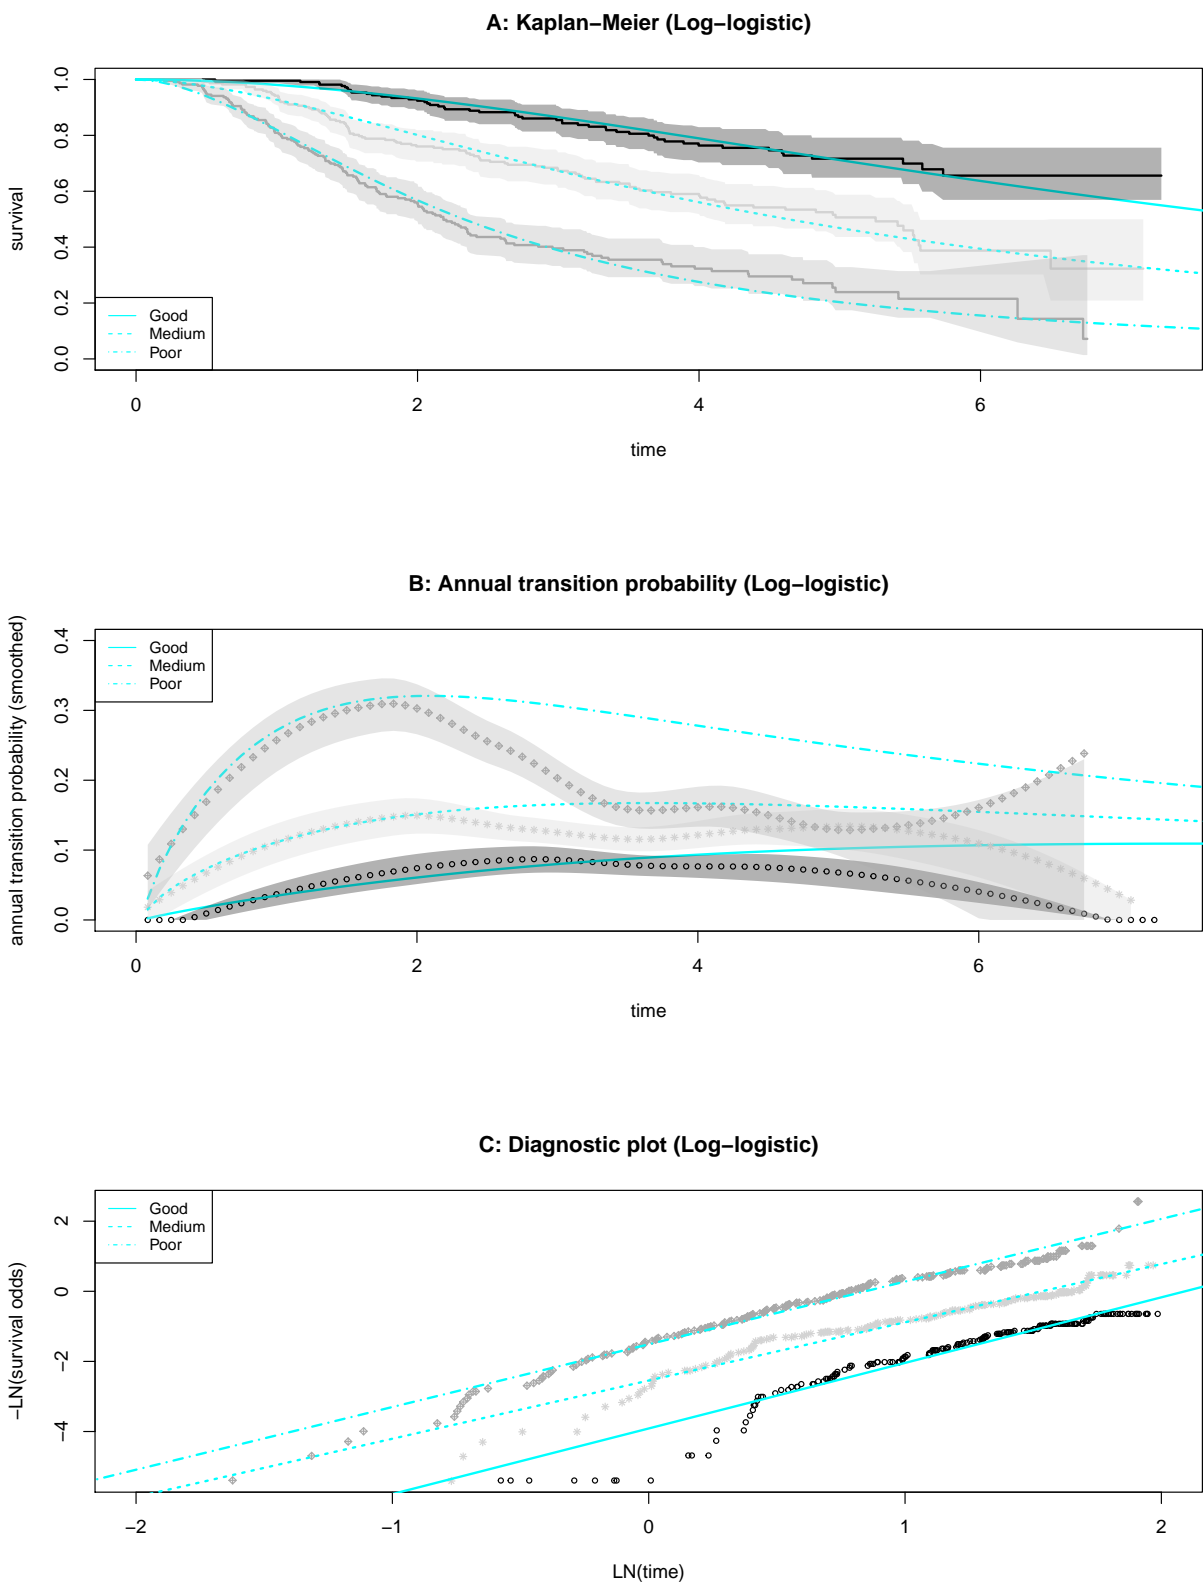 A: Kaplan−Meier (Log−logistic)
survival
0.0 0.2 0.4 0.6 0.8 1.0
Good
Medium
Poor
0 2 4 6
time
B: Annual transition probability (Log−logistic)
annual transition probability (smoothed)
0.0 0.1 0.2 0.3 0.4
Good
Medium
Poor
0 2 4 6
time
C: Diagnostic plot (Log−logistic)
−LN(survival odds)
−4 −2 0 2
Good
Medium
Poor
−2 −1 0 1 2
LN(time)